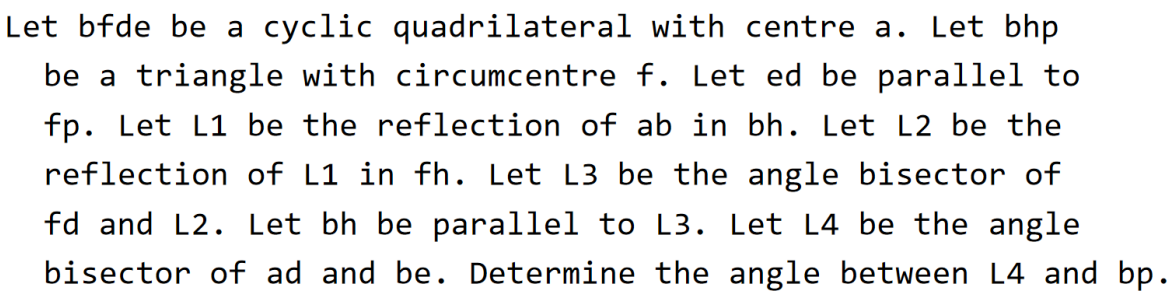 Let bfde be a cyclic quadrilateral with centre a. Let bhp
be a triangle with circumcentre f. Let ed be parallel to
fp. Let L1 be the reflection of ab in bh. Let L2 be the
reflection of L1 in fh. Let L3 be the angle bisector of
fd and L2. Let bh be parallel to L3. Let L4 be the angle
bisector of ad and be. Determine the angle between L4 and bp.